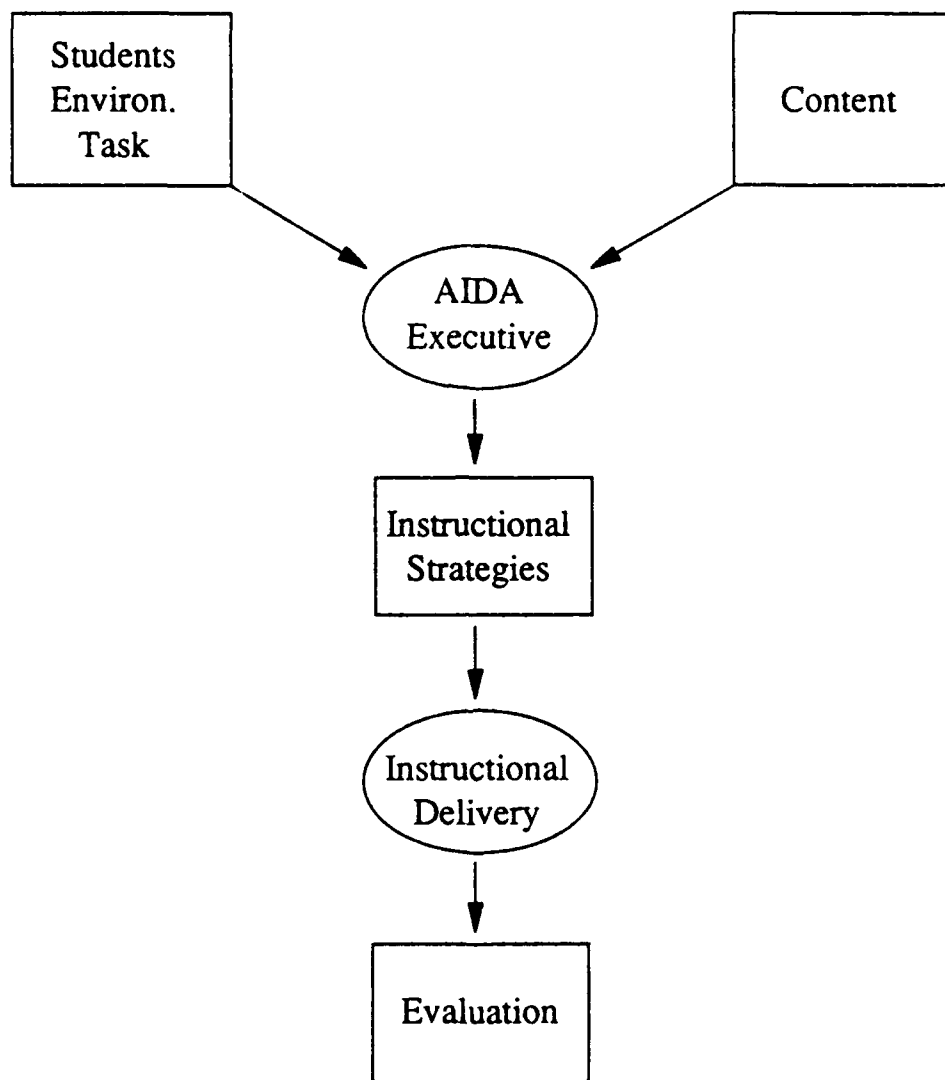 Students
Environ.
Task
Content
AIDA
Executive
Instructional
Strategies
Instructional
Delivery
Evaluation